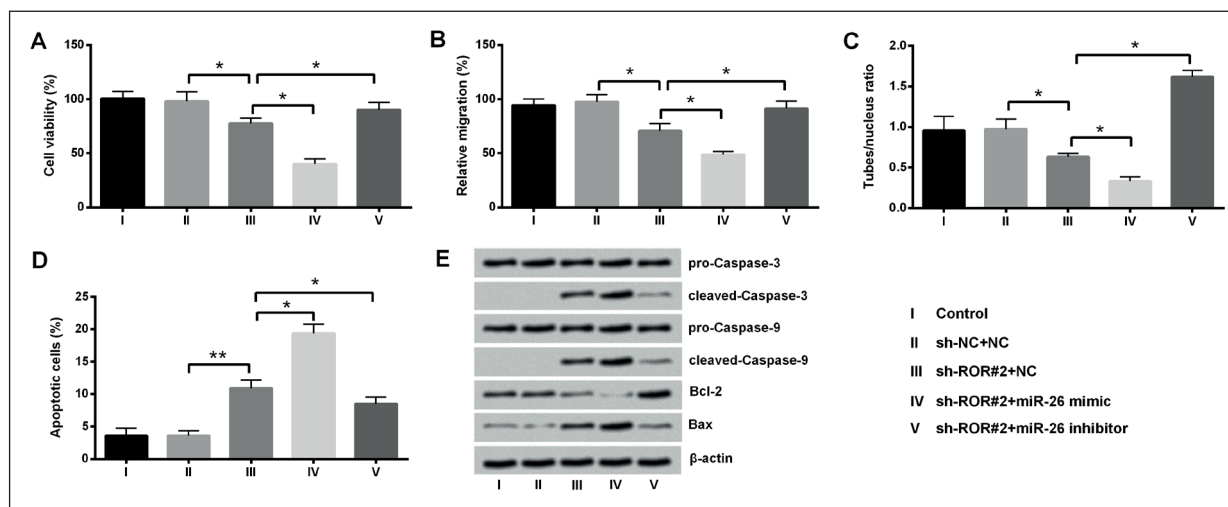 A
Cell viability (%)
150
100
50
0
*
*
*
I II III IV V
B
Relative migration (%)
150
100
50
0
*
*
*
I II III IV V
C
Tubes/nucleus ratio
2.0
1.5
1.0
0.5
0.0
*
*
*
I II III IV V
D
Apoptotic cells (%)
25
20
15
10
5
0
*
*
**
I II III IV V
E
pro-Caspase-3
cleaved-Caspase-3
pro-Caspase-9
cleaved-Caspase-9
Bcl-2
Bax
β-actin
I II III IV V
I Control
II sh-NC+NC
III sh-ROR#2+NC
IV sh-ROR#2+miR-26 mimic
V sh-ROR#2+miR-26 inhibitor